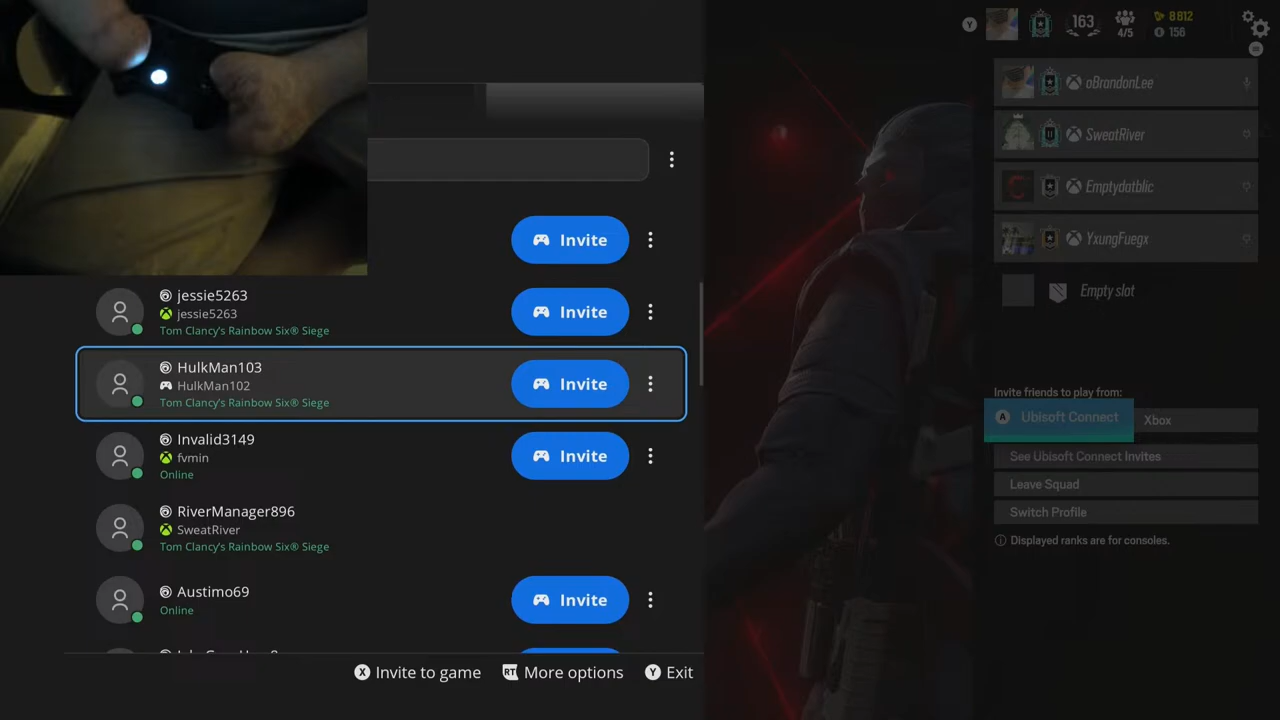 Invite
jessie5263
jessie5263
Tom Clancy's Rainbow Six® Siege
Invite
HulkMan103
HulkMan102
Tom Clancy's Rainbow Six® Siege
Invite
Invalid3149
fvmin
Online
Invite
RiverManager896
SweatRiver
Tom Clancy's Rainbow Six® Siege
Austimo69
Online
Invite
X Invite to game
RT More options
Y Exit
Y
163
4/5
8 812
156
oBrandonLee
SweatRiver
Emptydatblic
YxungFuegx
Empty slot
Invite friends to play from:
A Ubisoft Connect
Xbox
See Ubisoft Connect Invites
Leave Squad
Switch Profile
Displayed ranks are for consoles.